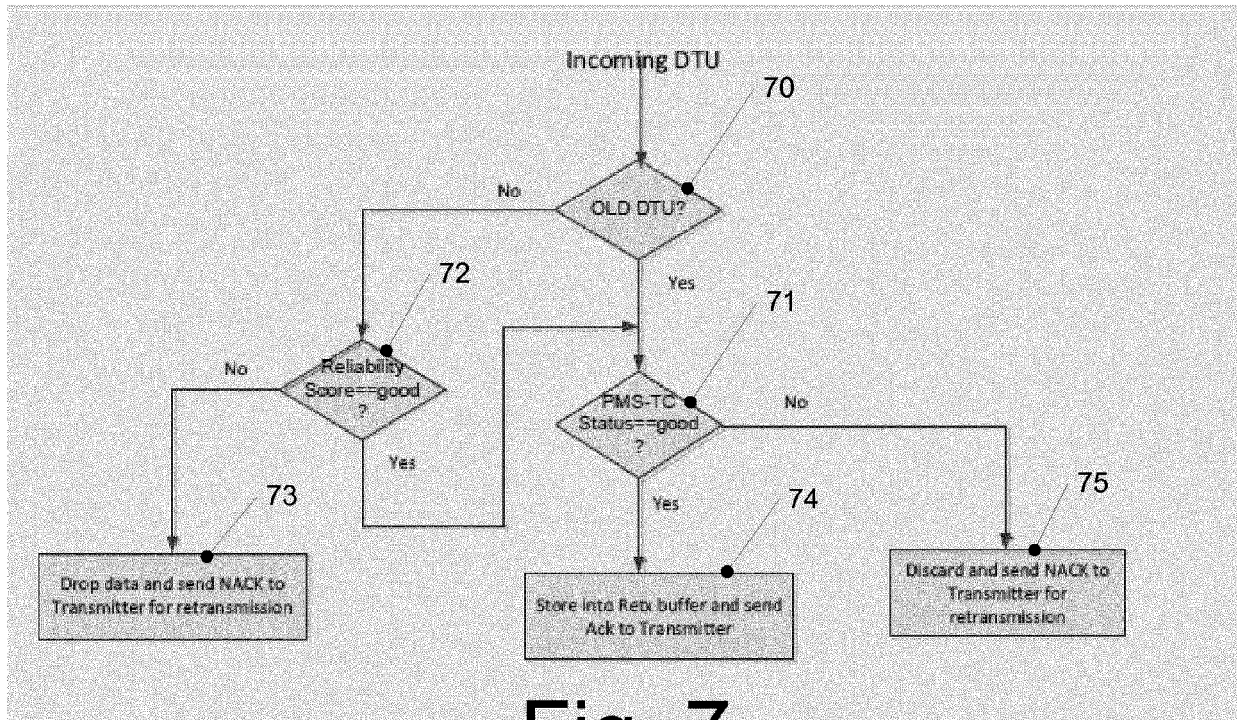 Incoming DTU
70
No
OLD DTU?
72
Yes
71
No
Reliability
Score==good
?
PMS-TC
Status==good
?
No
Yes
73
Yes
74
75
Drop data and send NACK to
Transmitter for retransmission
Store into Retx buffer and send
Ack to Transmitter
Discard and send NACK to
Transmitter for
retransmission
Fig. 7